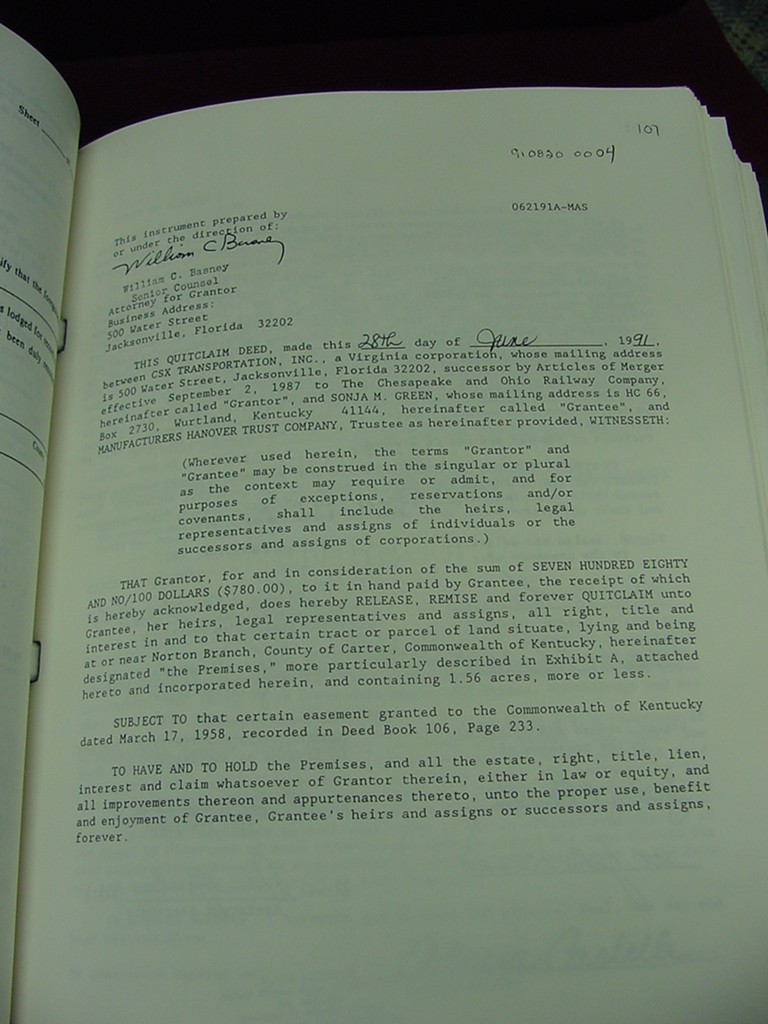 Sheet
107
910820 0004
062191A-MAS
This instrument prepared by
or under the direction of:
William C Basney
William C. Basney
Senior Counsel
Attorney for Grantor
Business Address:
500 Water Street
Jacksonville, Florida 32202
THIS QUITCLAIM DEED, made this 28th day of June, 1991,
between CSX TRANSPORTATION, INC., a Virginia corporation, whose mailing address
is 500 Water Street, Jacksonville, Florida 32202, successor by Articles of Merger
effective September 2, 1987 to The Chesapeake and Ohio Railway Company,
hereinafter called "Grantor", and SONJA M. GREEN, whose mailing address is HC 66,
Box 2730, Wurtland, Kentucky 41144, hereinafter called "Grantee", and
MANUFACTURERS HANOVER TRUST COMPANY, Trustee as hereinafter provided, WITNESSETH:
(Wherever used herein, the terms "Grantor" and
"Grantee" may be construed in the singular or plural
as the context may require or admit, and for
purposes of exceptions, reservations and/or
covenants, shall include the heirs, legal
representatives and assigns of individuals or the
successors and assigns of corporations.)
THAT Grantor, for and in consideration of the sum of SEVEN HUNDRED EIGHTY
AND NO/100 DOLLARS ($780.00), to it in hand paid by Grantee, the receipt of which
is hereby acknowledged, does hereby RELEASE, REMISE and forever QUITCLAIM unto
Grantee, her heirs, legal representatives and assigns, all right, title and
interest in and to that certain tract or parcel of land situate, lying and being
at or near Norton Branch, County of Carter, Commonwealth of Kentucky, hereinafter
designated "the Premises," more particularly described in Exhibit A, attached
hereto and incorporated herein, and containing 1.56 acres, more or less.
SUBJECT TO that certain easement granted to the Commonwealth of Kentucky
dated March 17, 1958, recorded in Deed Book 106, Page 233.
TO HAVE AND TO HOLD the Premises, and all the estate, right, title, lien,
interest and claim whatsoever of Grantor therein, either in law or equity, and
all improvements thereon and appurtenances thereto, unto the proper use, benefit
and enjoyment of Grantee, Grantee's heirs and assigns or successors and assigns,
forever.